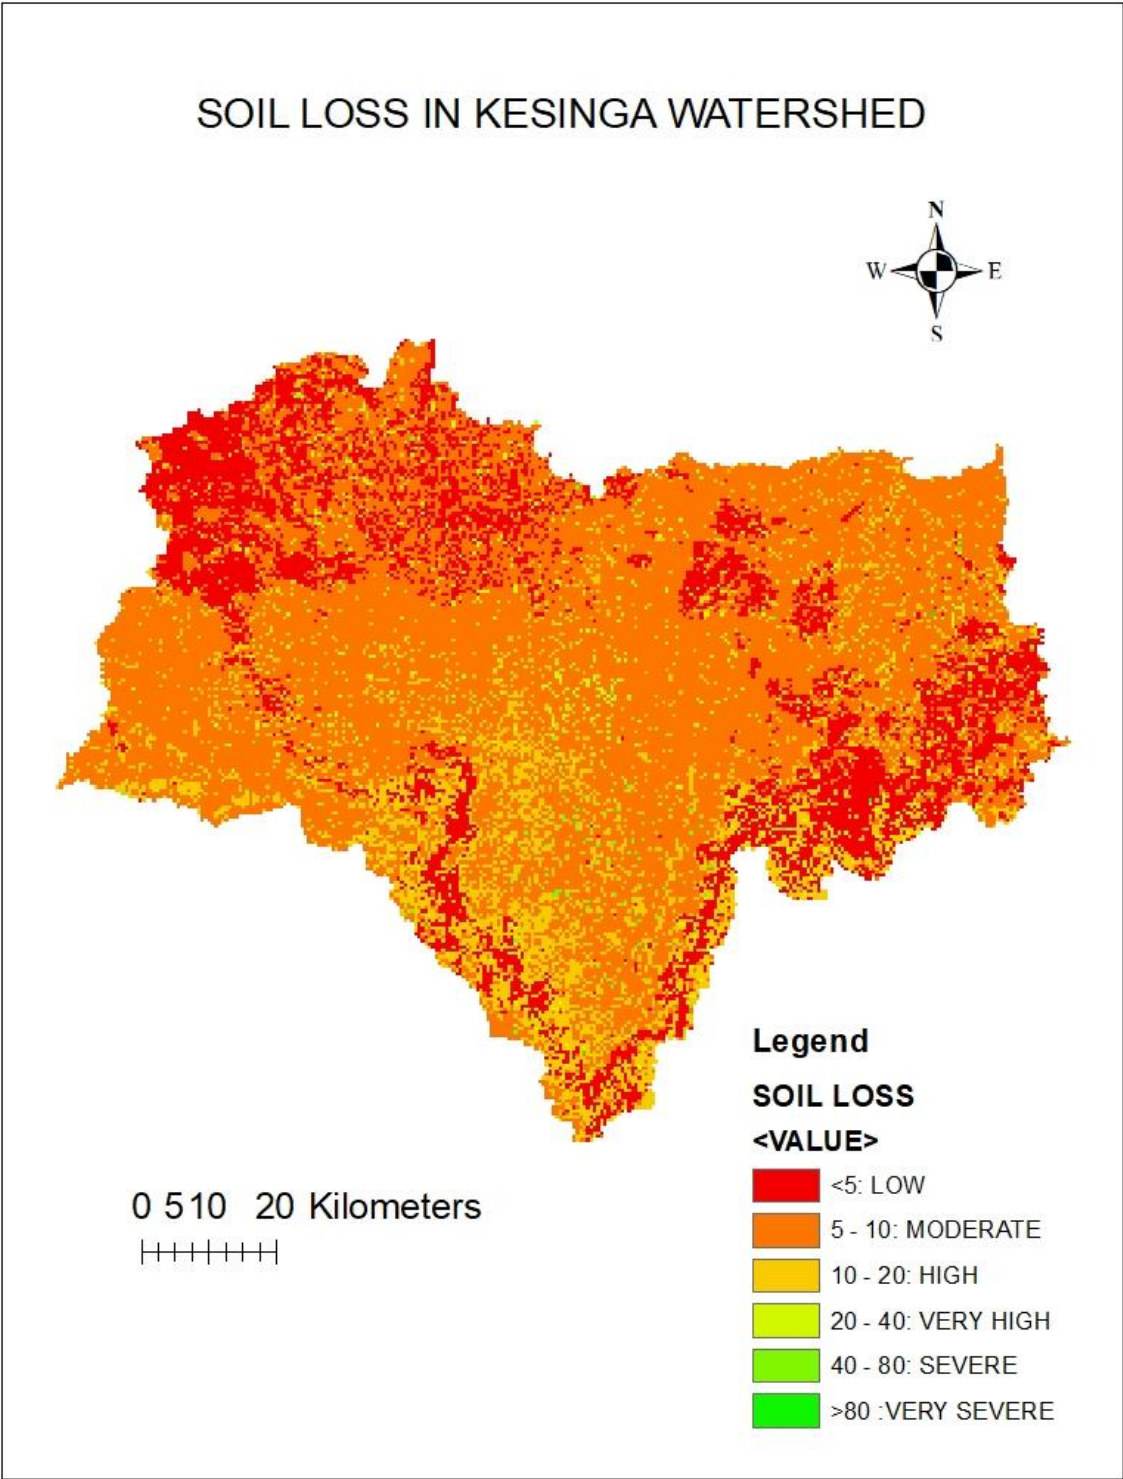 SOIL LOSS IN KESINGA WATERSHED
N
W E
S
Legend
SOIL LOSS
<VALUE>
<5: LOW
5 - 10: MODERATE
10 - 20: HIGH
20 - 40: VERY HIGH
40 - 80: SEVERE
>80 :VERY SEVERE
0 510 20 Kilometers